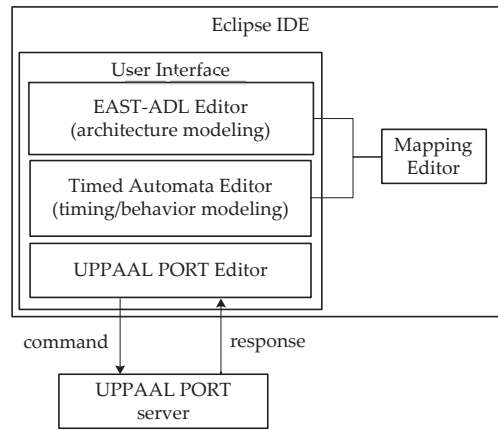 Eclipse IDE
User Interface
EAST-ADL Editor
(architecture modeling)
Timed Automata Editor
(timing/behavior modeling)
UPPAAL PORT Editor
Mapping
Editor
command
response
UPPAAL PORT
server